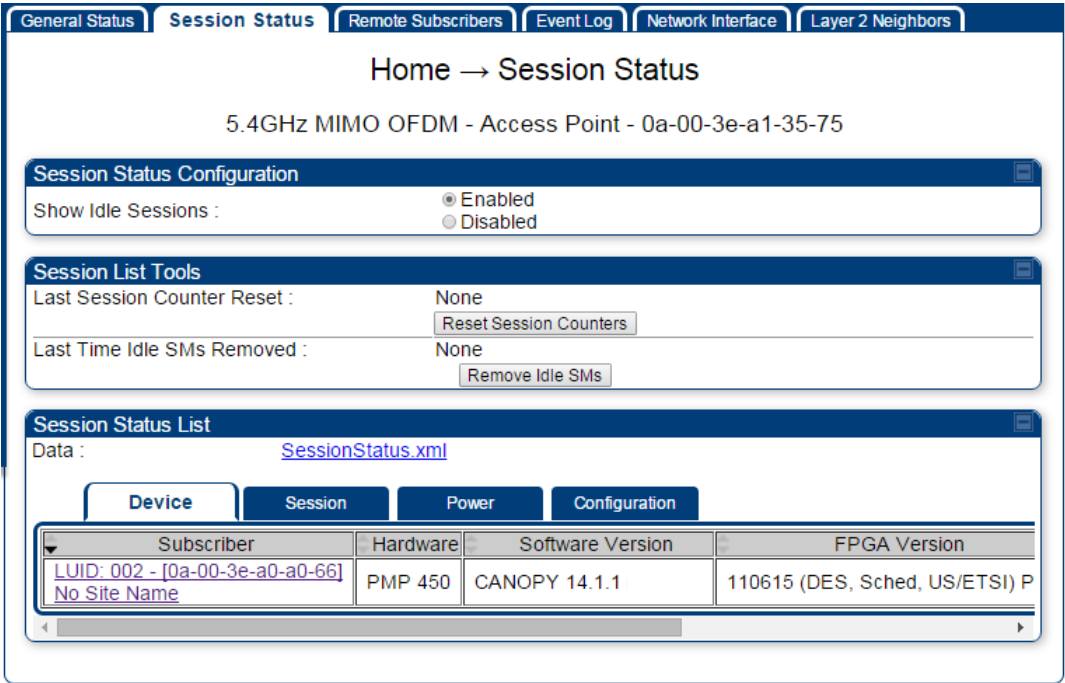 General Status Session Status Remote Subscribers Event Log Network Interface Layer 2 Neighbors
Home → Session Status
5.4GHz MIMO OFDM - Access Point - 0a-00-3e-a1-35-75
Session Status Configuration
Show Idle Sessions : Enabled
Disabled
Session List Tools
Last Session Counter Reset : None
Reset Session Counters
Last Time Idle SMs Removed : None
Remove Idle SMs
Session Status List
Data : SessionStatus.xml
Device Session Power Configuration
Subscriber Hardware Software Version FPGA Version
LUID: 002 - [0a-00-3e-a0-a0-66] PMP 450 CANOPY 14.1.1 110615 (DES, Sched, US/ETSI) P
No Site Name